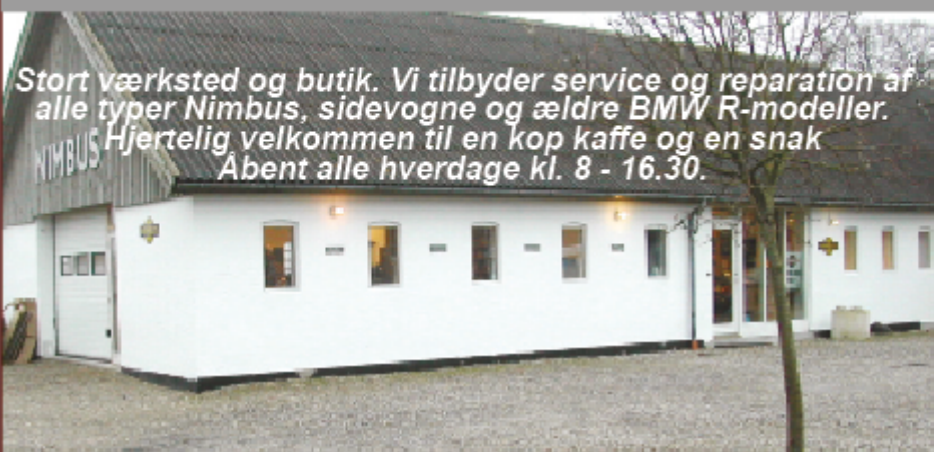 Stort værksted og butik. Vi tilbyder service og reparation af
alle typer Nimbus, sidevogne og ældre BMW R-modeller.
Hjertelig velkommen til en kop kaffe og en snak
Åbent alle hverdage kl. 8 - 16.30.
NIMBUS